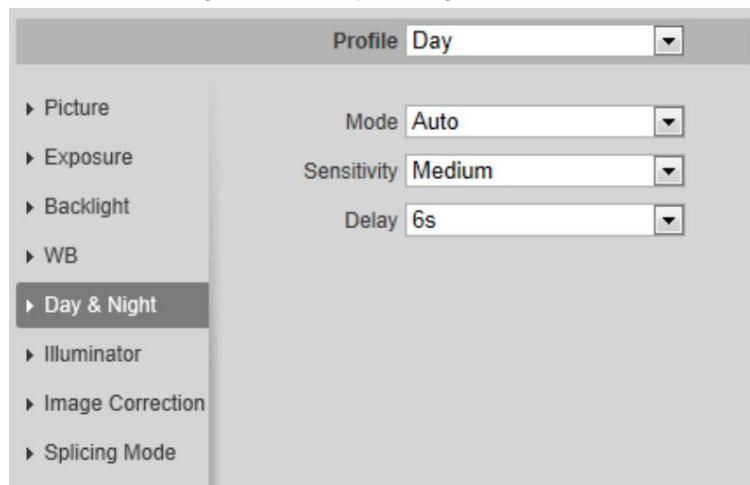 Profile Day
Picture
Exposure
Backlight
WB
Day & Night
Illuminator
Image Correction
Splicing Mode
Mode Auto
Sensitivity Medium
Delay 6s